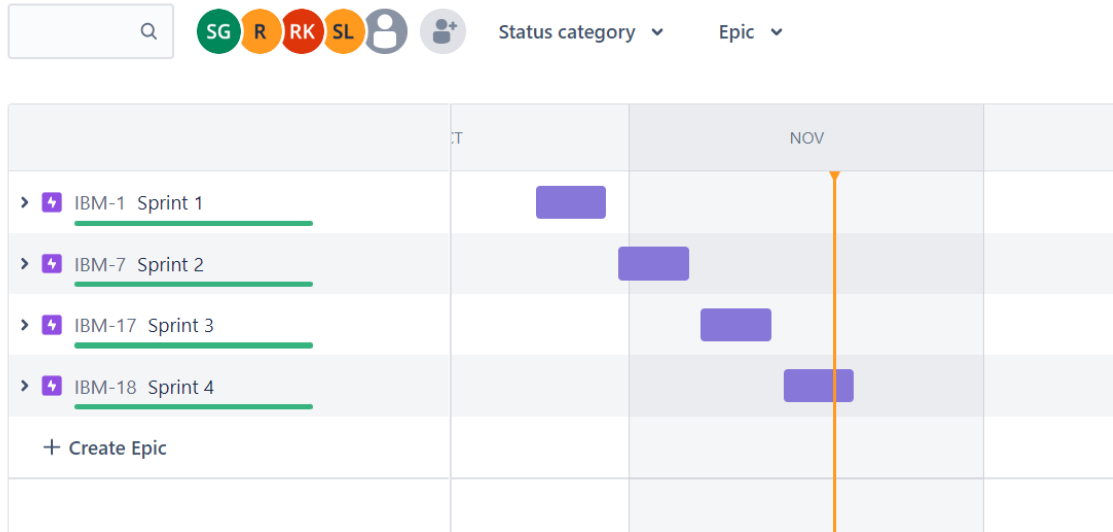 SG R RK SL Status category Epic
CT NOV
IBM-1 Sprint 1
IBM-7 Sprint 2
IBM-17 Sprint 3
IBM-18 Sprint 4
+ Create Epic